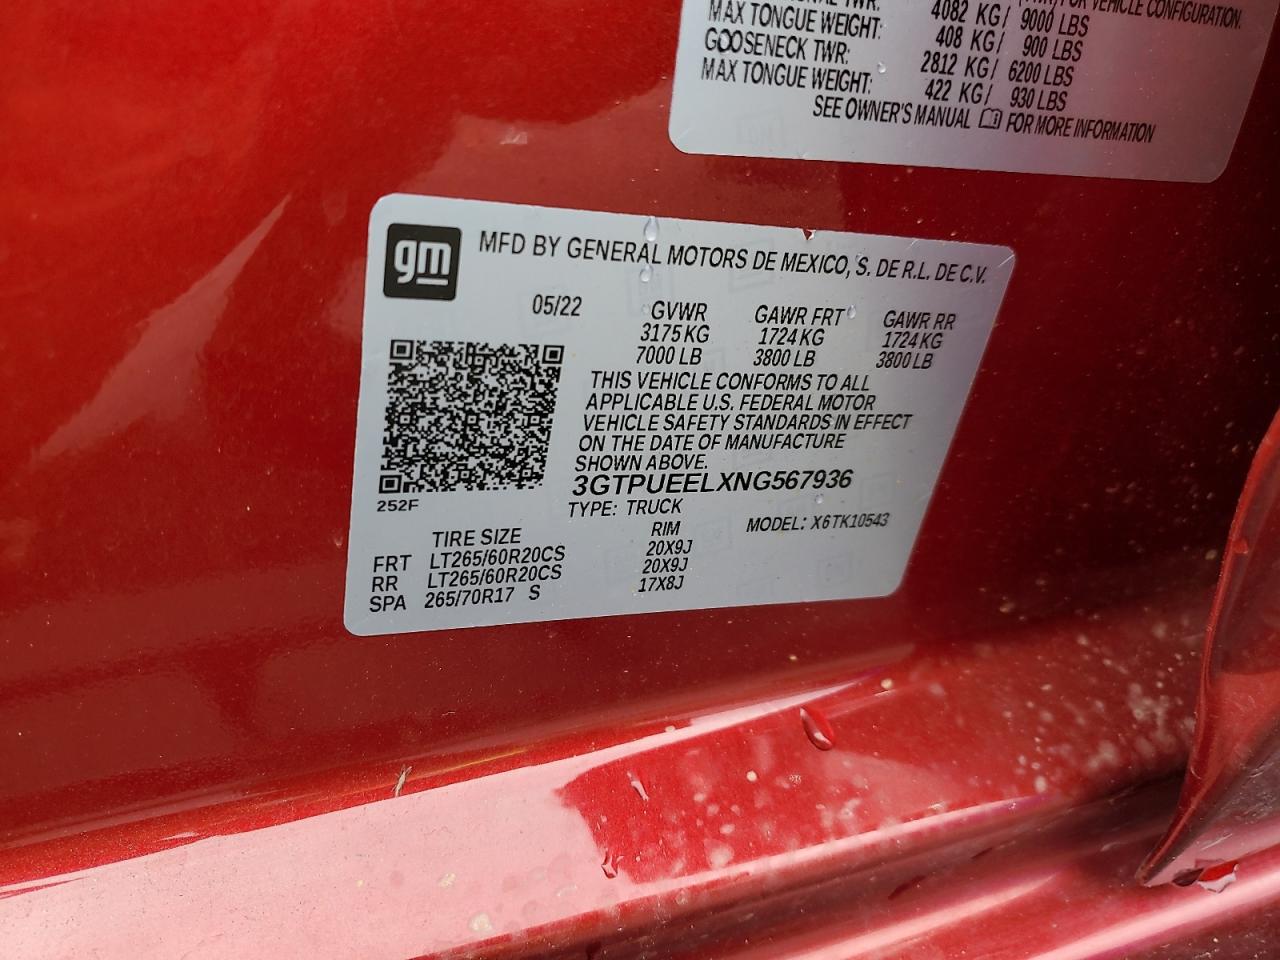 TWR:
FOR VEHICLE CONFIGURATION.
4082 KG/ 9000 LBS
MAX TONGUE WEIGHT: 408 KG/ 900 LBS
GOOSENECK TWR: 2812 KG/ 6200 LBS
MAX TONGUE WEIGHT: 422 KG/ 930 LBS
SEE OWNER'S MANUAL FOR MORE INFORMATION
gm
MFD BY GENERAL MOTORS DE MEXICO, S. DE R.L. DE C.V.
05/22 GVWR GAWR FRT GAWR RR
3175 KG 1724 KG 1724 KG
7000 LB 3800 LB 3800 LB
THIS VEHICLE CONFORMS TO ALL
APPLICABLE U.S. FEDERAL MOTOR
VEHICLE SAFETY STANDARDS IN EFFECT
ON THE DATE OF MANUFACTURE
SHOWN ABOVE.
3GTPUEELXNG567936
252F
TYPE: TRUCK
MODEL: X6TK10543
TIRE SIZE RIM
FRT LT265/60R20CS 20X9J
RR LT265/60R20CS 20X9J
SPA 265/70R17 S 17X8J